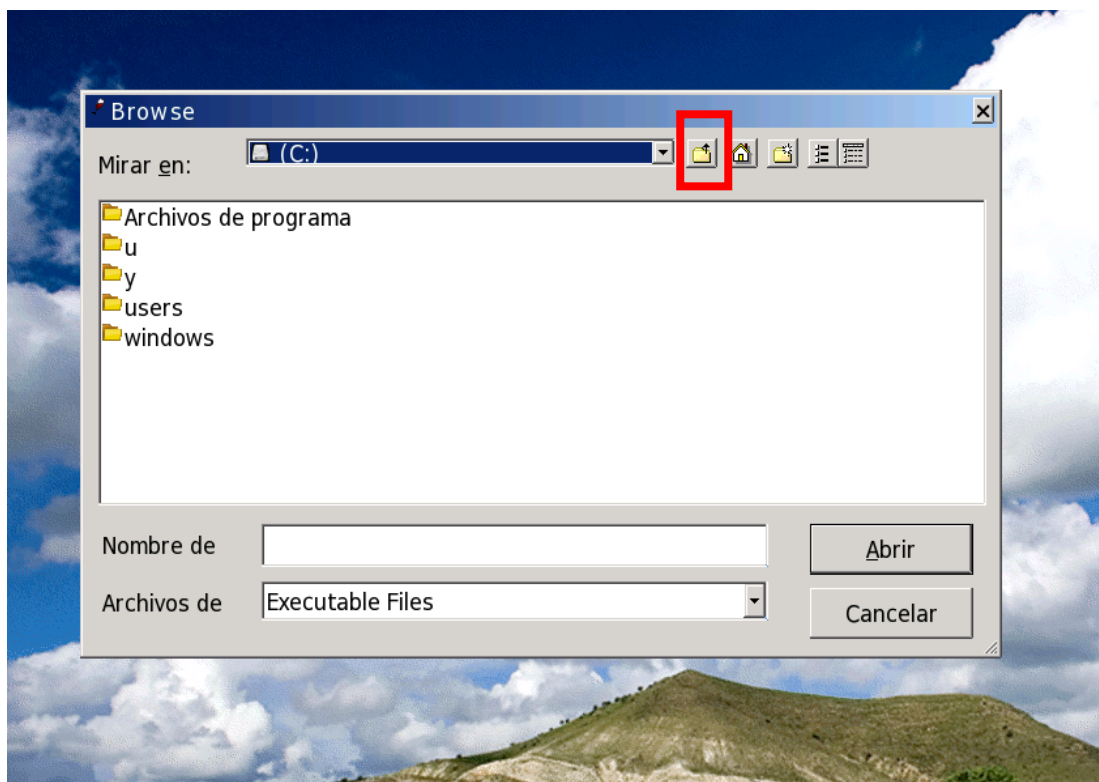 Browse
Mirar en:
(C:)
Archivos de programa
u
y
users
windows
Nombre de
Abrir
Archivos de
Executable Files
Cancelar